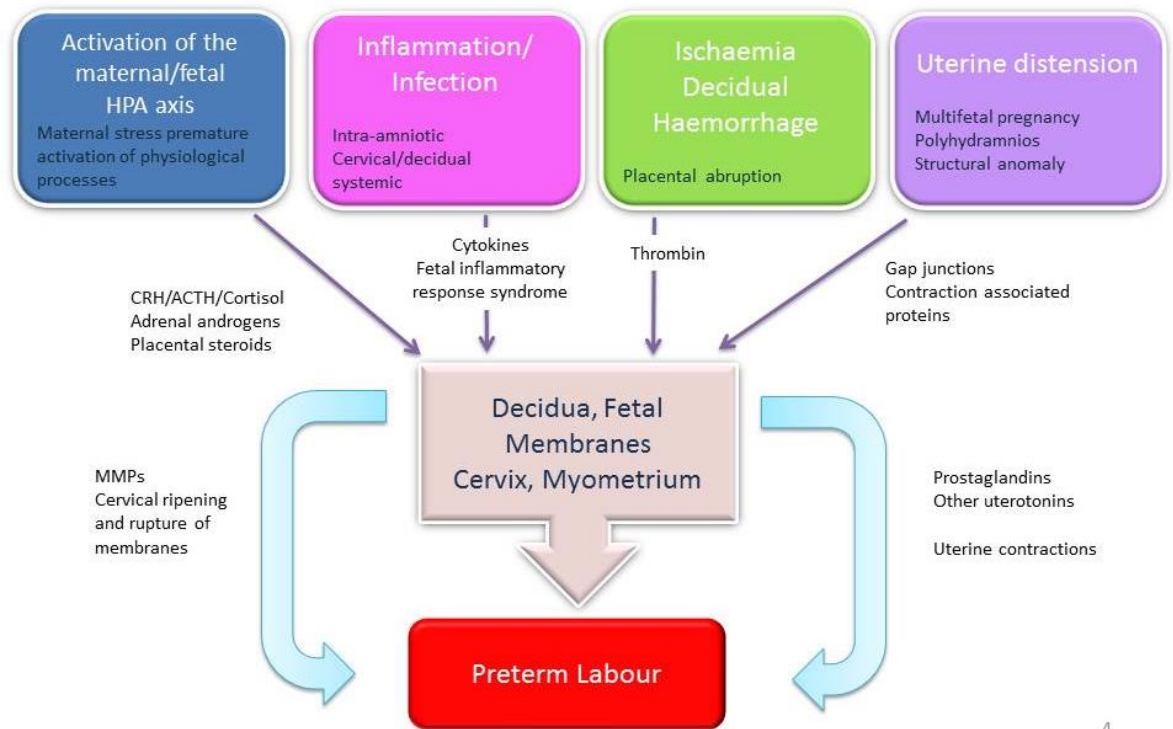 Activation of the
maternal/fetal
HPA axis
Maternal stress premature
activation of physiological
processes
Inflammation/
Infection
Intra-amniotic
Cervical/decidual
systemic
Ischaemia
Decidual
Haemorrhage
Placental abruption
Uterine distension
Multifetal pregnancy
Polyhydramnios
Structural anomaly
CRH/ACTH/Cortisol
Adrenal androgens
Placental steroids
Cytokines
Fetal inflammatory
response syndrome
Thrombin
Gap junctions
Contraction associated
proteins
Decidua, Fetal
Membranes
Cervix, Myometrium
MMPs
Cervical ripening
and rupture of
membranes
Prostaglandins
Other uterotonins
Uterine contractions
Preterm Labour
4